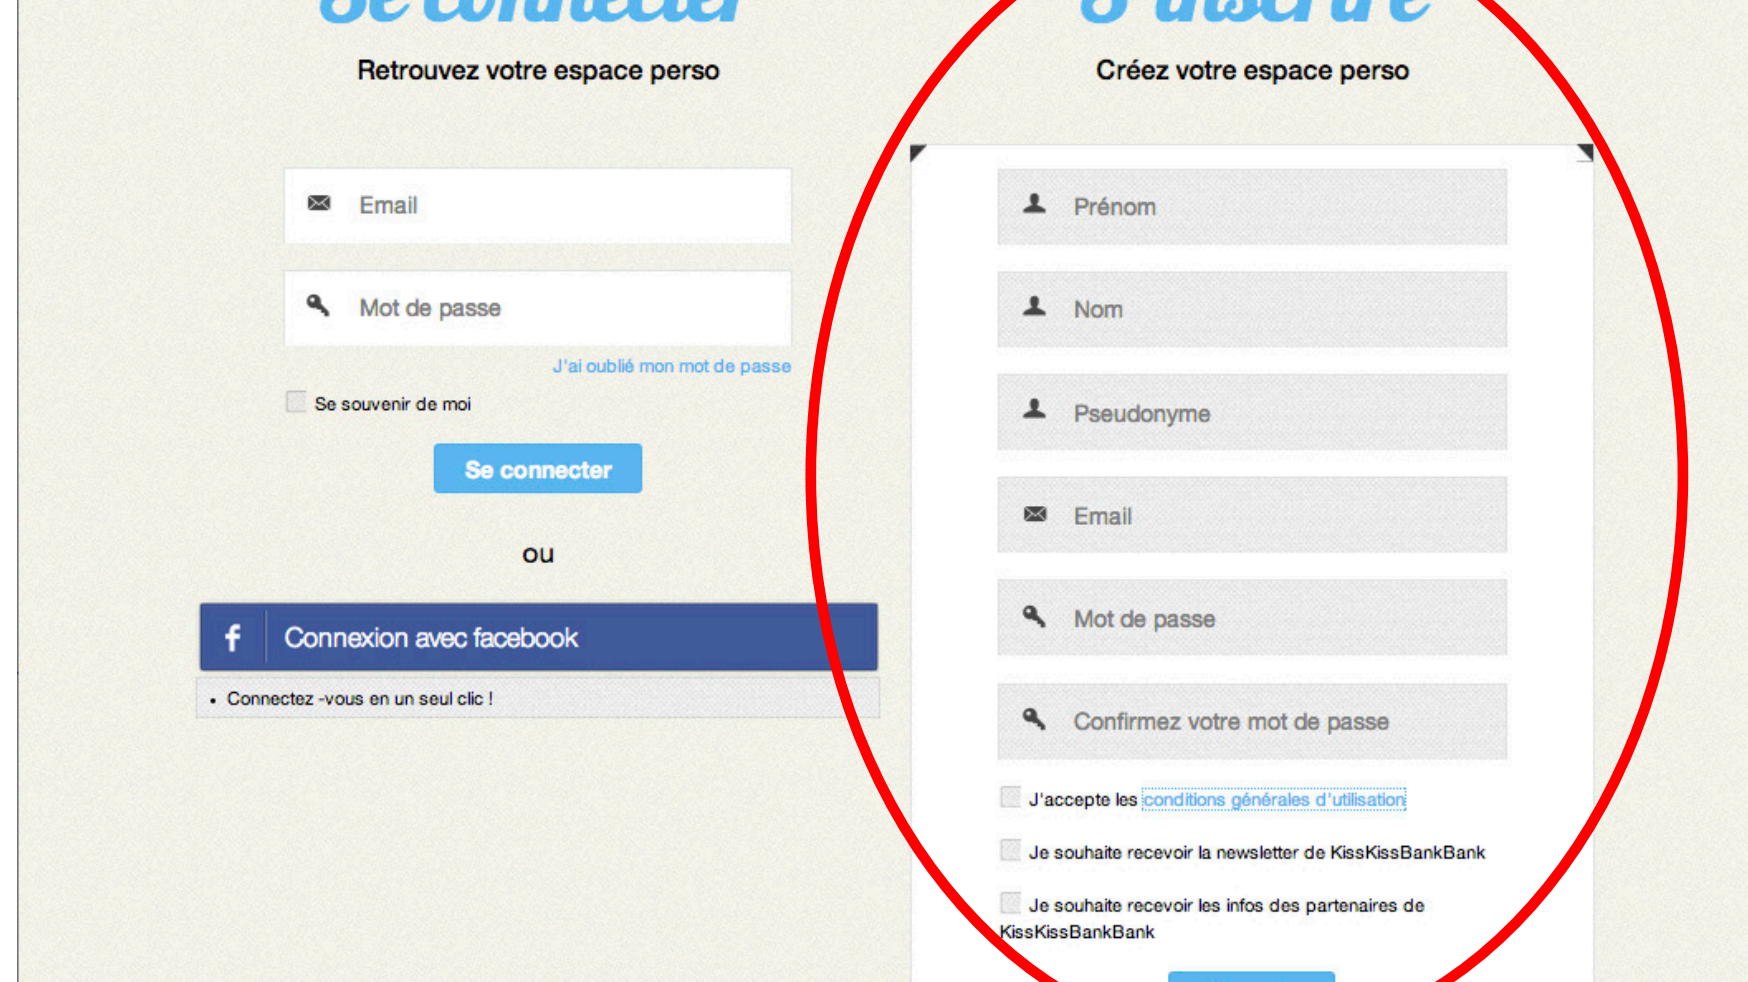 Se connecter
Retrouvez votre espace perso
Email
Mot de passe
J'ai oublié mon mot de passe
Se souvenir de moi
Se connecter
ou
f Connexion avec facebook
• Connectez -vous en un seul clic !
S'inscrire
Créez votre espace perso
Prénom
Nom
Pseudonyme
Email
Mot de passe
Confirmez votre mot de passe
J'accepte les conditions générales d'utilisation
Je souhaite recevoir la newsletter de KissKissBankBank
Je souhaite recevoir les infos des partenaires de
KissKissBankBank